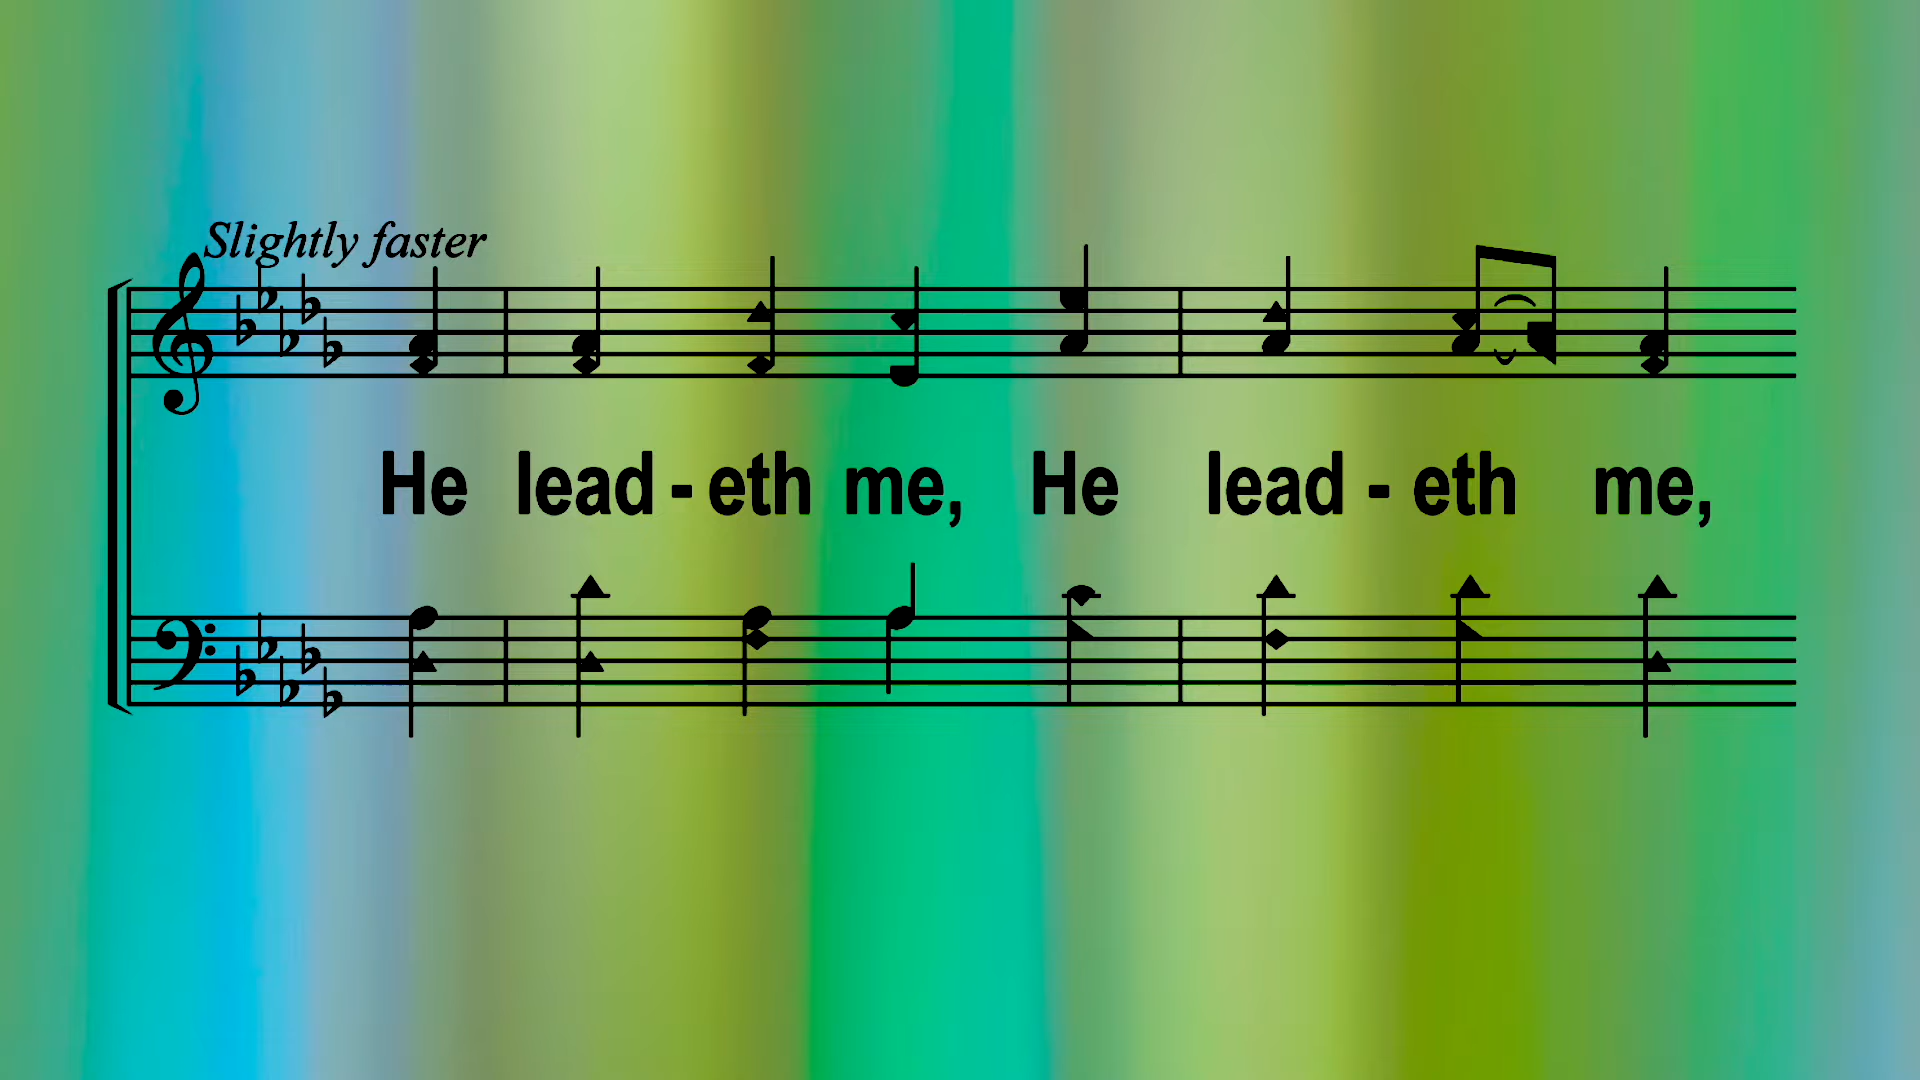 Slightly faster
He lead - eth me, He lead - eth me,